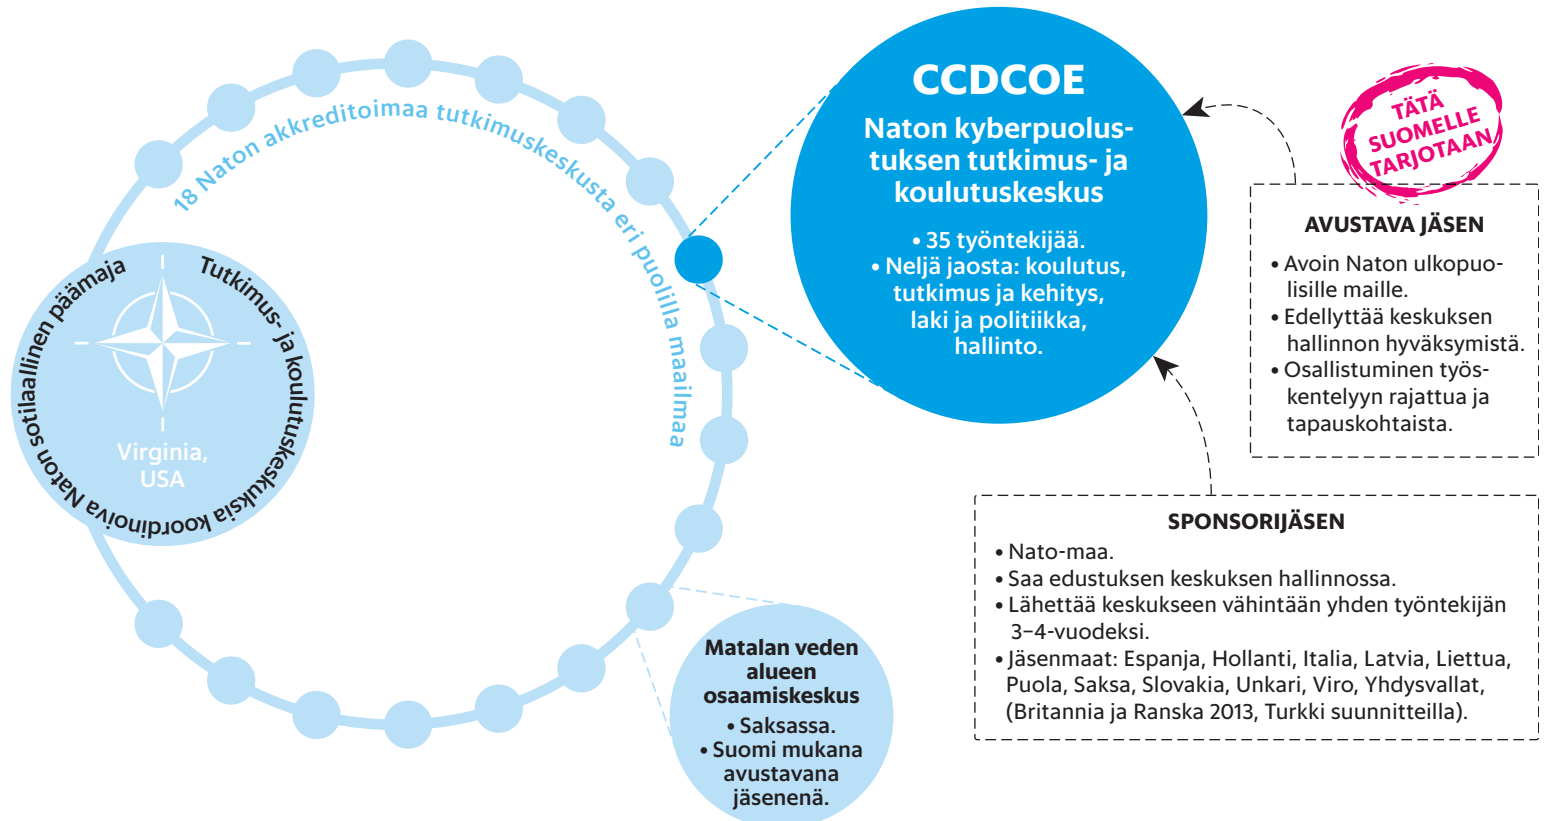 18 Naton akkreditoimaa tutkimuskeskusta eri puolilla maailmaa
Tutkimus- ja koulutuskeskuksia koordinoiva Naton sotilaallinen päämaja
Virginia,
USA
CCDCOE
Naton kyberpuolus-
tuksen tutkimus- ja
koulutuskeskus
• 35 työntekijää.
• Neljä jaosta: koulutus,
tutkimus ja kehitys,
laki ja politiikka,
hallinto.
TÄTÄ
SUOMELLE
TARJOTAAN
AVUSTAVA JÄSEN
• Avoin Naton ulkopuo-
lisille maille.
• Edellyttää keskuksen
hallinnon hyväksymistä.
• Osallistuminen työs-
kentelyyn rajattua ja
tapauskohtaista.
SPONSORIJÄSEN
• Nato-maa.
• Saa edustuksen keskuksen hallinnossa.
• Lähettää keskukseen vähintään yhden työntekijän
3–4-vuodeksi.
• Jäsenmaat: Espanja, Hollanti, Italia, Latvia, Liettua,
Puola, Saksa, Slovakia, Unkari, Viro, Yhdysvallat,
(Britannia ja Ranska 2013, Turkki suunnitteilla).
Matalan veden
alueen
osaamiskeskus
• Saksassa.
• Suomi mukana
avustavana
jäsenenä.